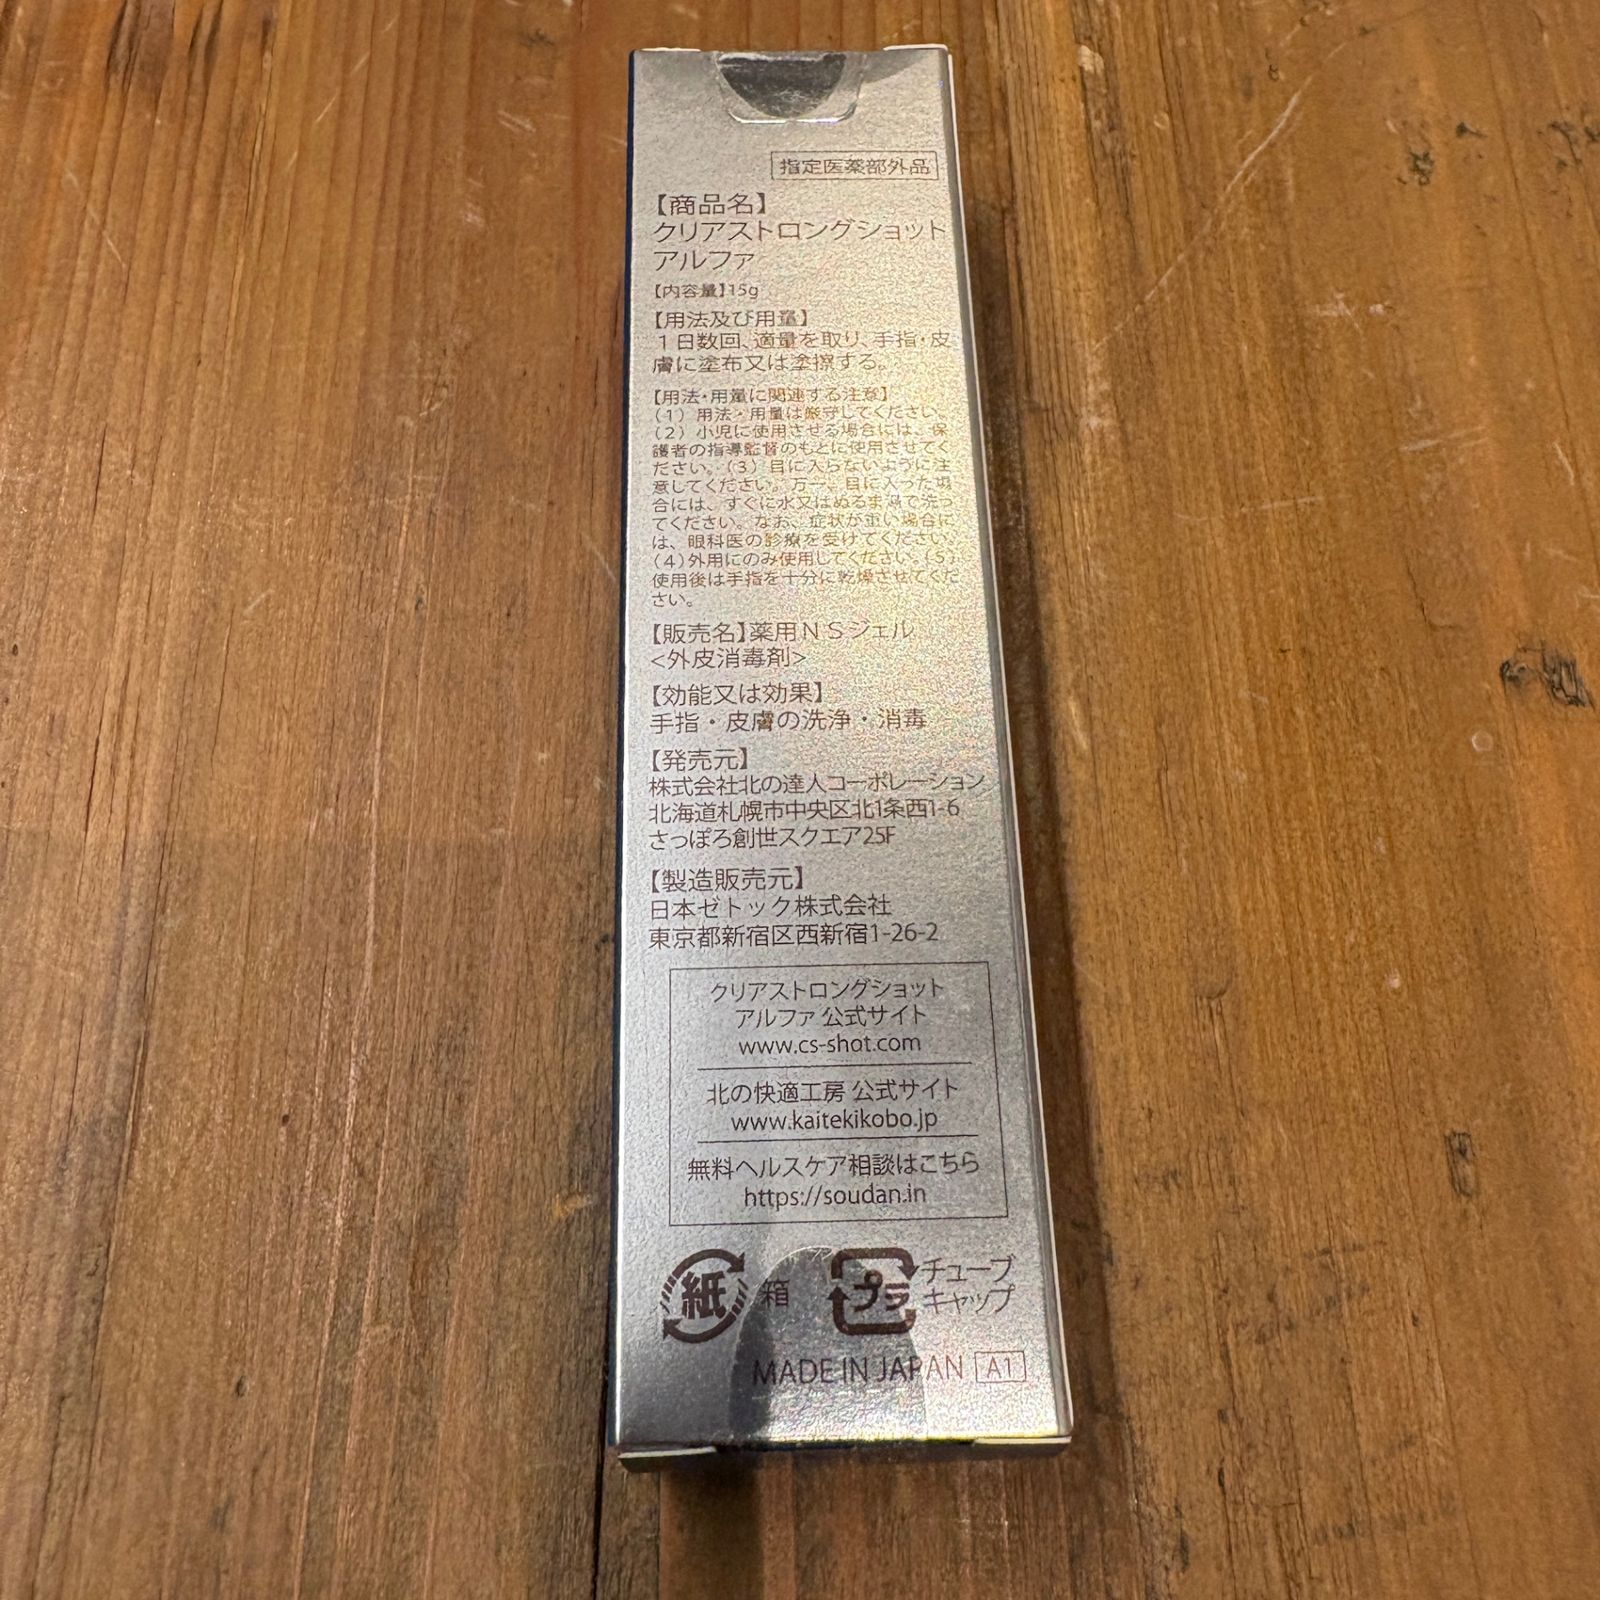 指定医薬部外品
【商品名】
クリアストロングショット
アルファ
【内容量】15g
【用法及び用量】
1日数回、適量を取り、手指・皮
膚に塗布又は塗擦する。
【用法・用量に関連する注意】
（1）用法・用量は厳守してください。
（2）小児に使用させる場合には、保
護者の指導監督のもとに使用させてく
ださい。（3）目に入らないように注
意してください。万一、目に入った場
合には、すぐに水又はぬるま湯で洗っ
てください。なお、症状が重い場合に
は、眼科医の診療を受けてください。
（4）外用にのみ使用してください。（5）
使用後は手指を十分に乾燥させてくだ
さい。
【販売名】薬用ＮＳジェル
<外皮消毒剤>
【効能又は効果】
手指・皮膚の洗浄・消毒
【発売元】
株式会社北の達人コーポレーション
北海道札幌市中央区北1条西1-6
さっぽろ創世スクエア25F
【製造販売元】
日本ゼトック株式会社
東京都新宿区西新宿1-26-2
クリアストロングショット
アルファ 公式サイト
www.cs-shot.com
北の快適工房 公式サイト
www.kaitekikobo.jp
無料ヘルスケア相談はこちら
https://soudan.in
紙 箱 プラ チューブ
キャップ
MADE IN JAPAN A1